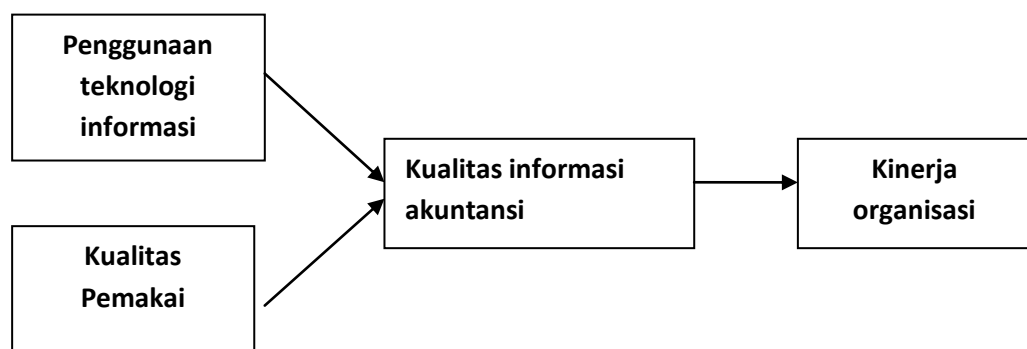 Penggunaan
teknologi
informasi
Kualitas
Pemakai
Kualitas informasi
akuntansi
Kinerja
organisasi